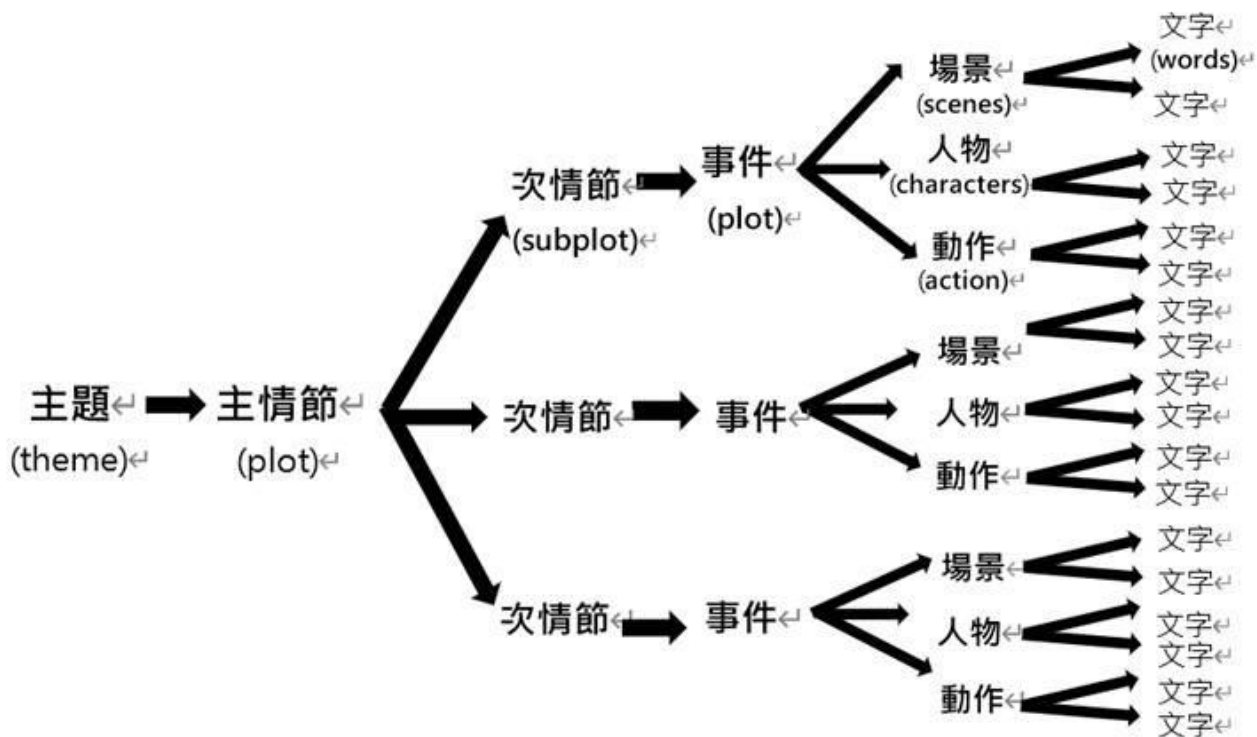 主題↵
(theme)↵
主情節↵
(plot)↵
次情節↵
(subplot)↵
事件↵
(plot)↵
場景↵
(scenes)↵
文字↵
(words)↵
文字↵
人物↵
(characters)
文字↵
文字↵
動作↵
(action)↵
文字↵
文字↵
次情節↵
事件↵
場景↵
文字↵
文字↵
人物↵
文字↵
文字↵
動作↵
文字↵
文字↵
次情節↵
事件↵
場景↵
文字↵
文字↵
人物↵
文字↵
文字↵
動作↵
文字↵
文字↵